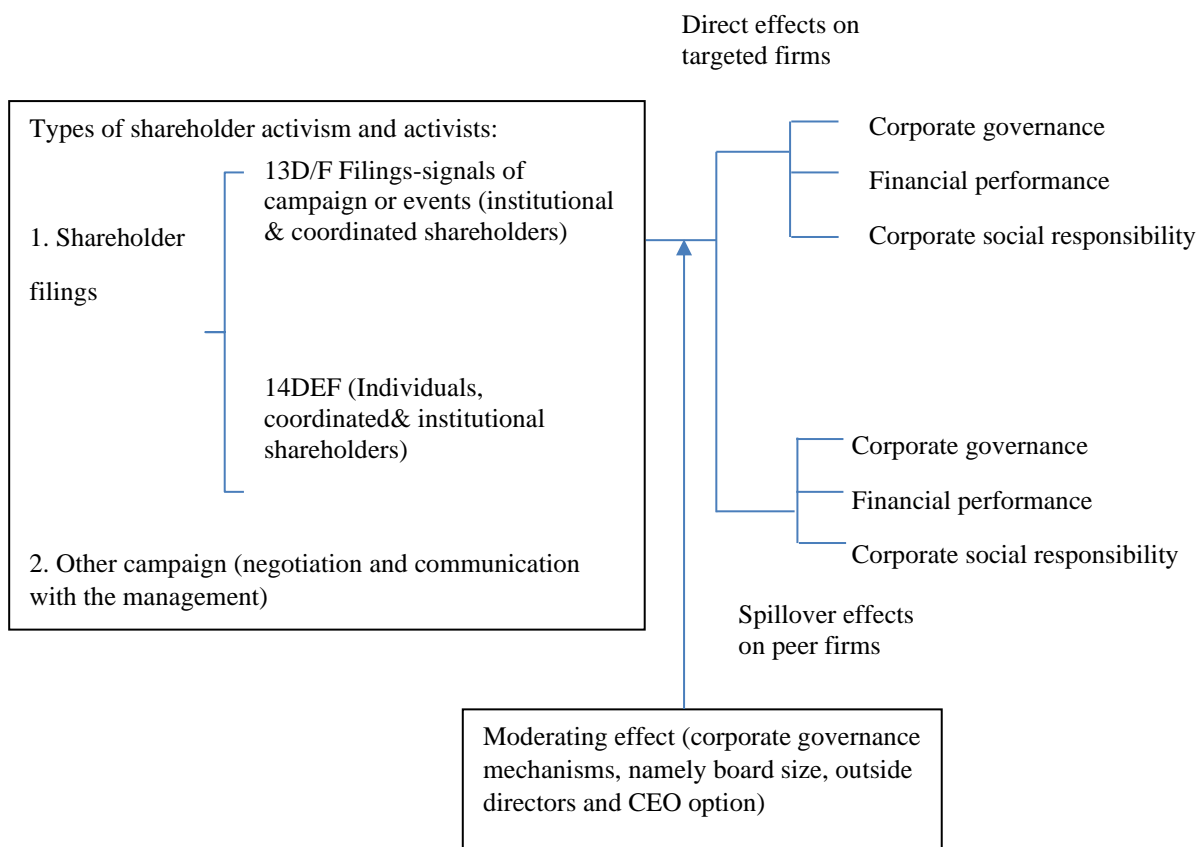 Direct effects on
targeted firms
Types of shareholder activism and activists:
13D/F Filings-signals of
campaign or events (institutional
& coordinated shareholders)
1. Shareholder
filings
14DEF (Individuals,
coordinated& institutional
shareholders)
2. Other campaign (negotiation and communication
with the management)
Corporate governance
Financial performance
Corporate social responsibility
Corporate governance
Financial performance
Corporate social responsibility
Spillover effects
on peer firms
Moderating effect (corporate governance
mechanisms, namely board size, outside
directors and CEO option)